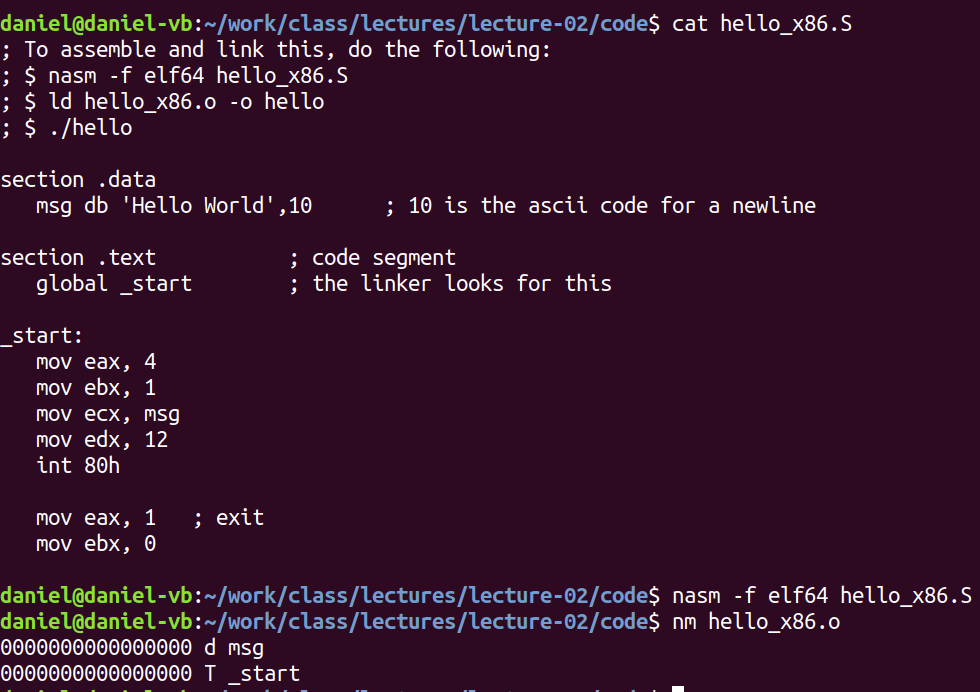 daniel@daniel-vb:~/work/class/lectures/lecture-02/code$ cat hello_x86.S
; To assemble and link this, do the following:
; $ nasm -f elf64 hello_x86.S
; $ ld hello_x86.o -o hello
; $ ./hello
section .data
msg db 'Hello World',10      ; 10 is the ascii code for a newline
section .text           ; code segment
global _start        ; the linker looks for this
_start:
mov eax, 4
mov ebx, 1
mov ecx, msg
mov edx, 12
int 80h
mov eax, 1   ; exit
mov ebx, 0
daniel@daniel-vb:~/work/class/lectures/lecture-02/code$ nasm -f elf64 hello_x86.S
daniel@daniel-vb:~/work/class/lectures/lecture-02/code$ nm hello_x86.o
0000000000000000 d msg
0000000000000000 T _start